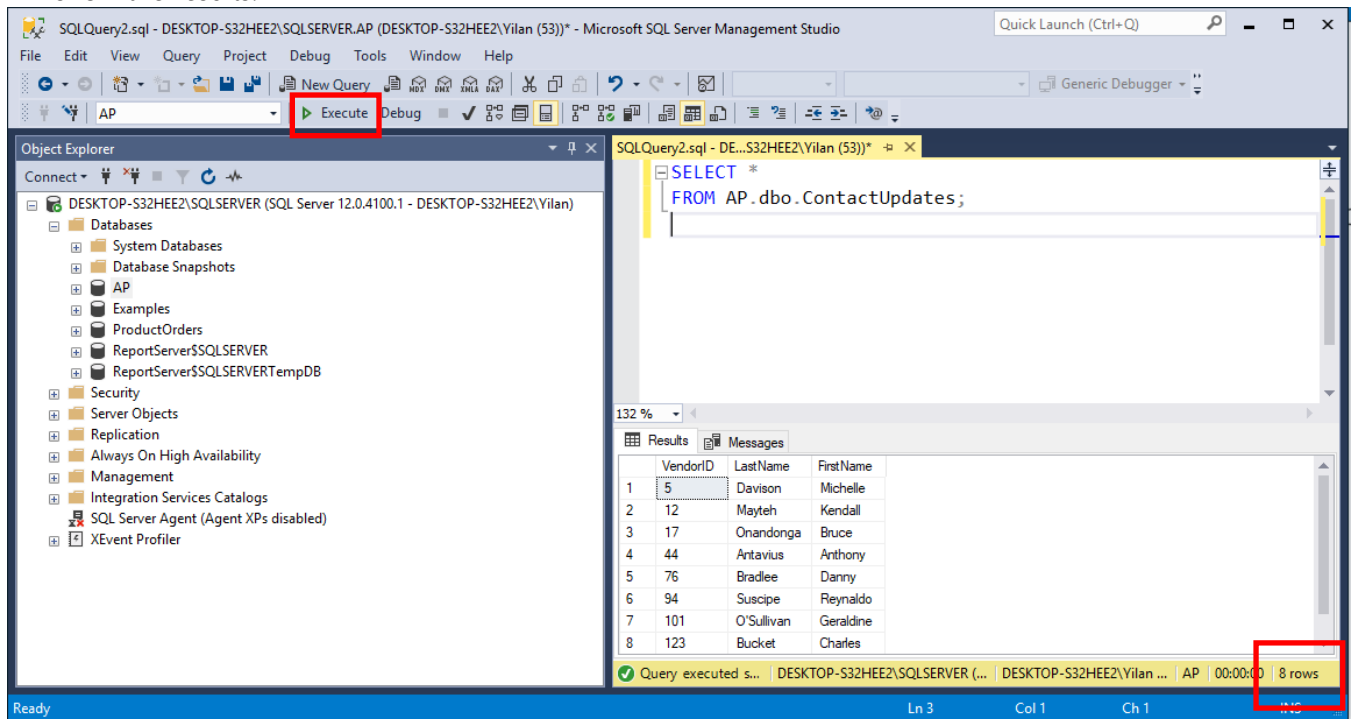 SQLQuery2.sql - DESKTOP-S32HEE2\SQLSERVER.AP (DESKTOP-S32HEE2\Yilan (53))* - Microsoft SQL Server Management Studio
Quick Launch (Ctrl+Q)
File Edit View Query Project Debug Tools Window Help
New Query MDX DMX XMLA DAX Generic Debugger
AP Execute Debug
Object Explorer
Connect
DESKTOP-S32HEE2\SQLSERVER (SQL Server 12.0.4100.1 - DESKTOP-S32HEE2\Yilan)
Databases
System Databases
Database Snapshots
AP
Examples
ProductOrders
ReportServer$SQLSERVER
ReportServer$SQLSERVERTempDB
Security
Server Objects
Replication
Always On High Availability
Management
Integration Services Catalogs
SQL Server Agent (Agent XPs disabled)
XEvent Profiler
SQLQuery2.sql - DE...S32HEE2\Yilan (53))*
SELECT *
FROM AP.dbo.ContactUpdates;
132 %
Results Messages
VendorID LastName FirstName
1 5 Davison Michelle
2 12 Mayteh Kendall
3 17 Onandonga Bruce
4 44 Antavius Anthony
5 76 Bradlee Danny
6 94 Suscipe Reynaldo
7 101 O'Sullivan Geraldine
8 123 Bucket Charles
Query executed s... DESKTOP-S32HEE2\SQLSERVER (... DESKTOP-S32HEE2\Yilan ... AP 00:00:00 8 rows
Ready Ln 3 Col 1 Ch 1 INS